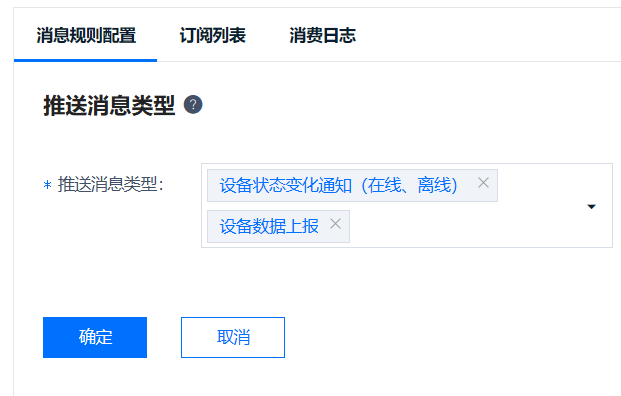 消息规则配置 订阅列表 消费日志
推送消息类型 ?
* 推送消息类型：
设备状态变化通知（在线、离线） ×
设备数据上报 ×
确定 取消